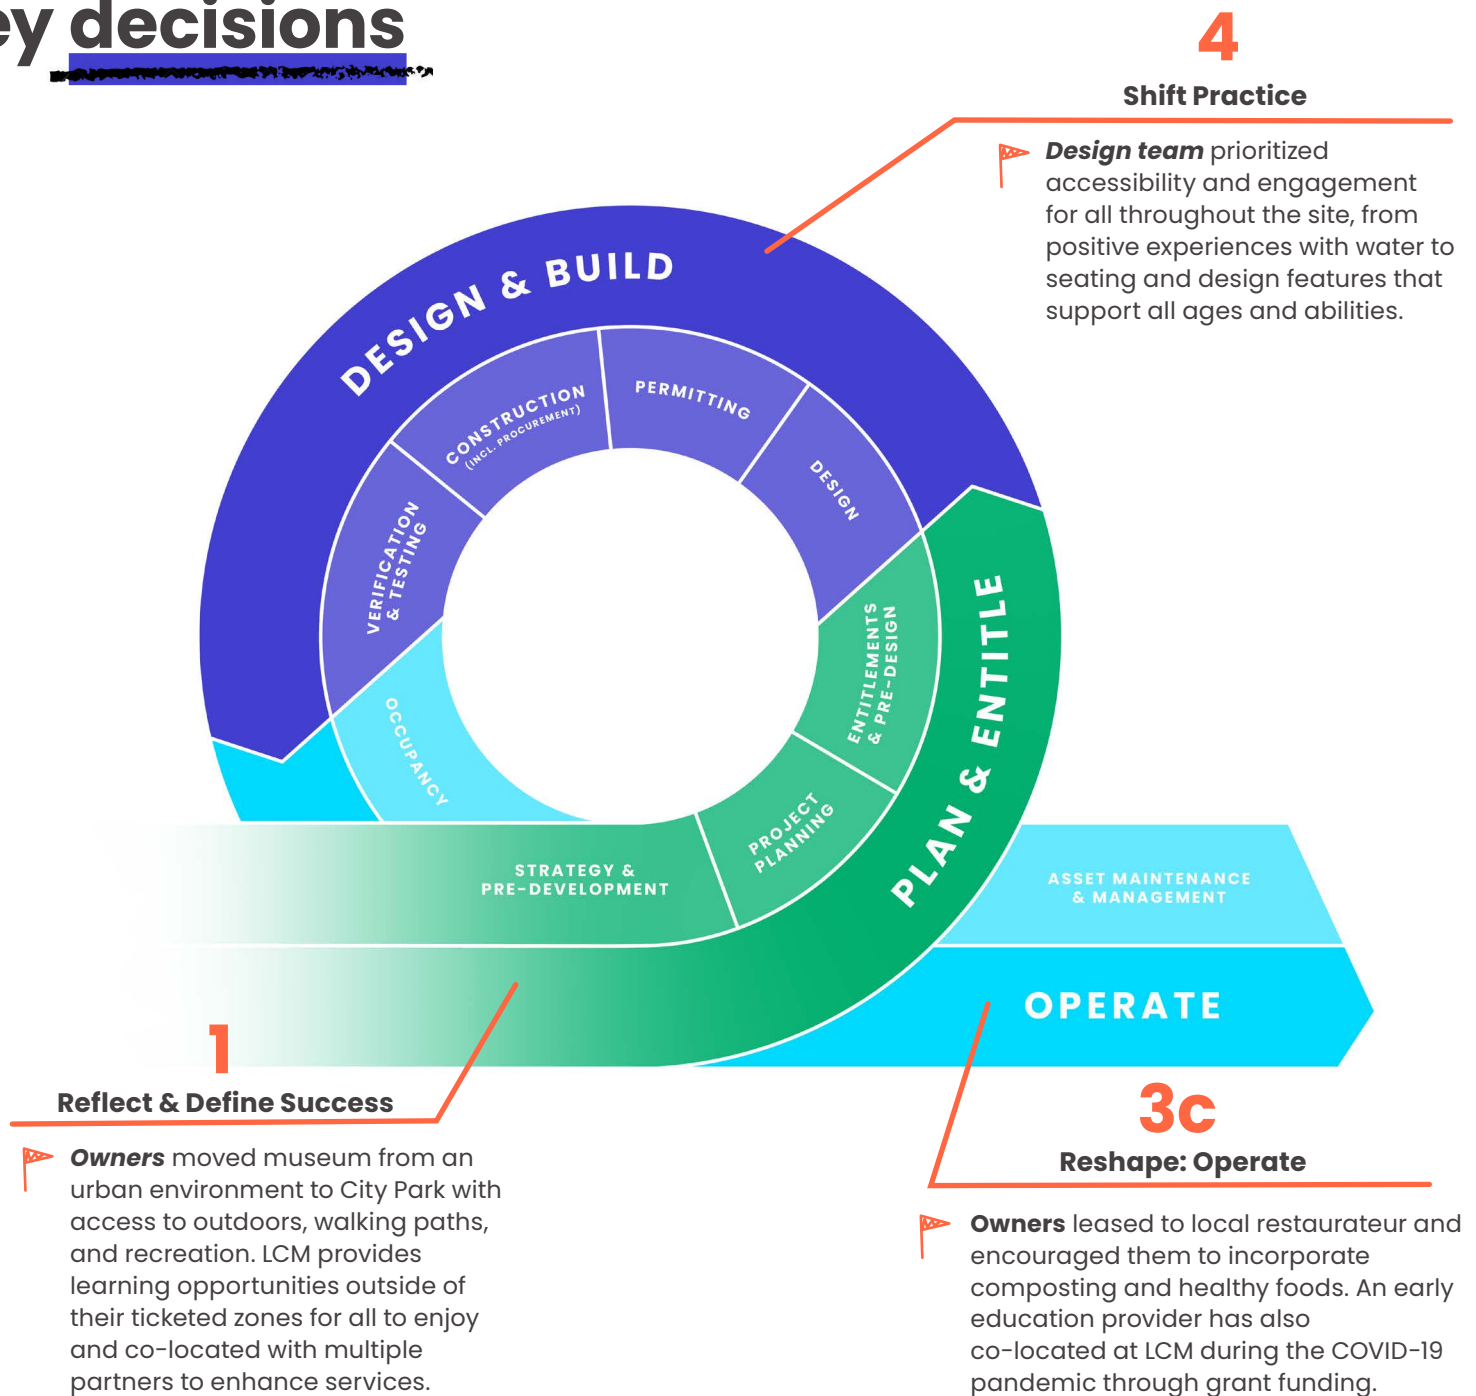 ey decisions
4
Shift Practice
Design team prioritized
accessibility and engagement
for all throughout the site, from
positive experiences with water to
seating and design features that
support all ages and abilities.
DESIGN & BUILD
CONSTRUCTION
(INCL. PROCUREMENT)
PERMITTING
DESIGN
VERIFICATION
& TESTING
OCCUPANCY
ENTITLEMENTS
& PRE-DESIGN
PLAN & ENTITLE
PROJECT
PLANNING
STRATEGY &
PRE-DEVELOPMENT
ASSET MAINTENANCE
& MANAGEMENT
OPERATE
1
Reflect & Define Success
Owners moved museum from an
urban environment to City Park with
access to outdoors, walking paths,
and recreation. LCM provides
learning opportunities outside of
their ticketed zones for all to enjoy
and co-located with multiple
partners to enhance services.
3c
Reshape: Operate
Owners leased to local restaurateur and
encouraged them to incorporate
composting and healthy foods. An early
education provider has also
co-located at LCM during the COVID-19
pandemic through grant funding.